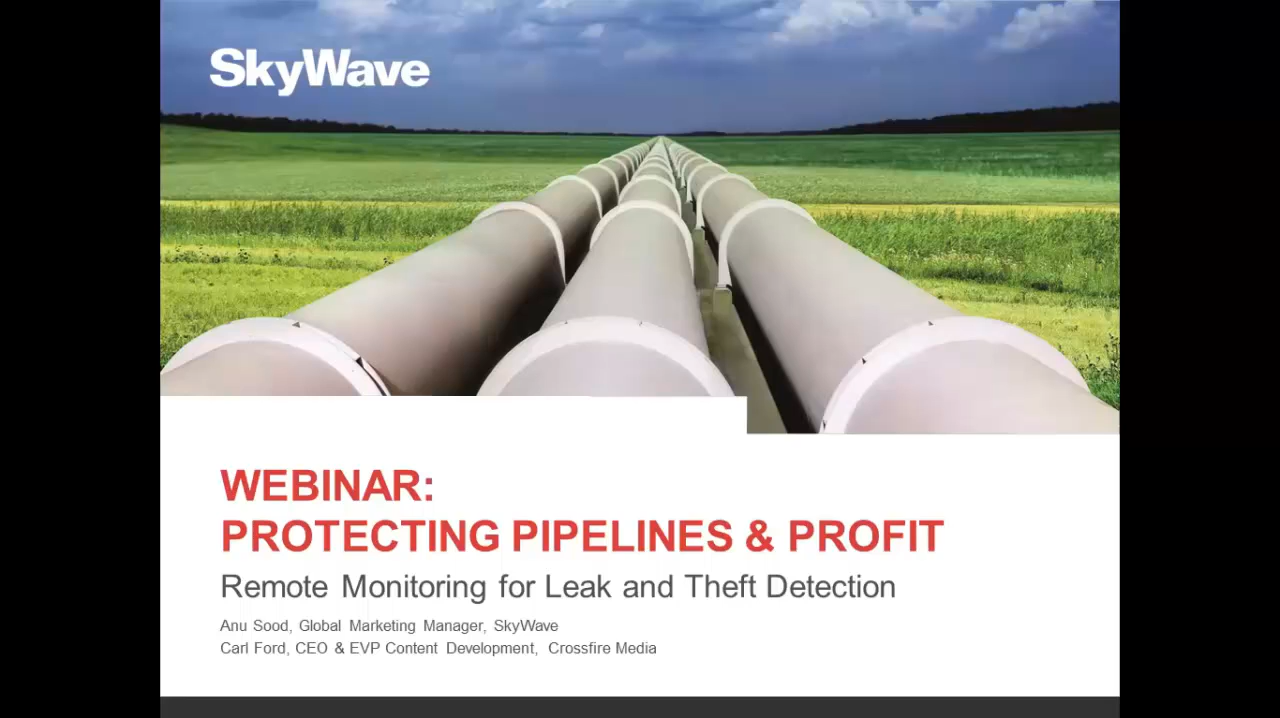 SkyWave
WEBINAR:
PROTECTING PIPELINES & PROFIT
Remote Monitoring for Leak and Theft Detection
Anu Sood, Global Marketing Manager, SkyWave
Carl Ford, CEO & EVP Content Development, Crossfire Media